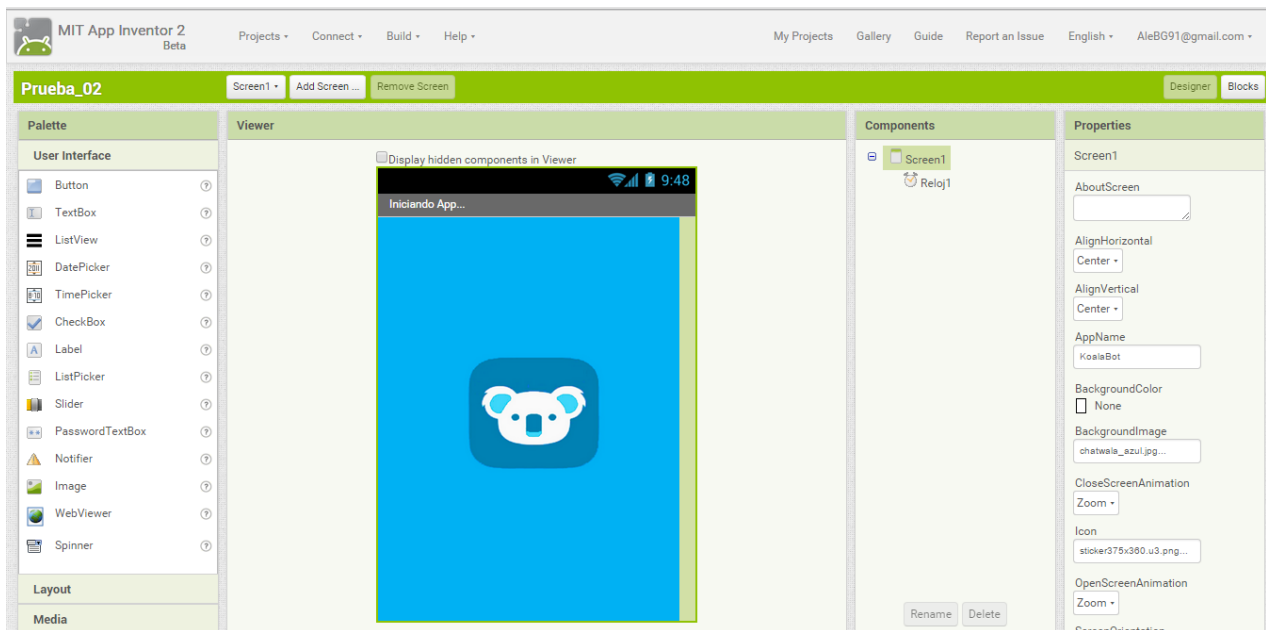 MIT App Inventor 2
Beta
Projects Connect Build Help My Projects Gallery Guide Report an Issue English AleBG91@gmail.com
Prueba_02 Screen1 Add Screen ... Remove Screen Designer Blocks
Palette
User Interface
Button
TextBox
ListView
DatePicker
TimePicker
CheckBox
Label
ListPicker
Slider
PasswordTextBox
Notifier
Image
WebViewer
Spinner
Layout
Media
Viewer
Display hidden components in Viewer
9:48
Iniciando App...
Components
Screen1
Reloj1
Rename Delete
Properties
Screen1
AboutScreen
AlignHorizontal
Center
AlignVertical
Center
AppName
KoalaBot
BackgroundColor
None
BackgroundImage
chatwala_azul.jpg...
CloseScreenAnimation
Zoom
Icon
sticker375x360.u3.png...
OpenScreenAnimation
Zoom
ScreenOrientation